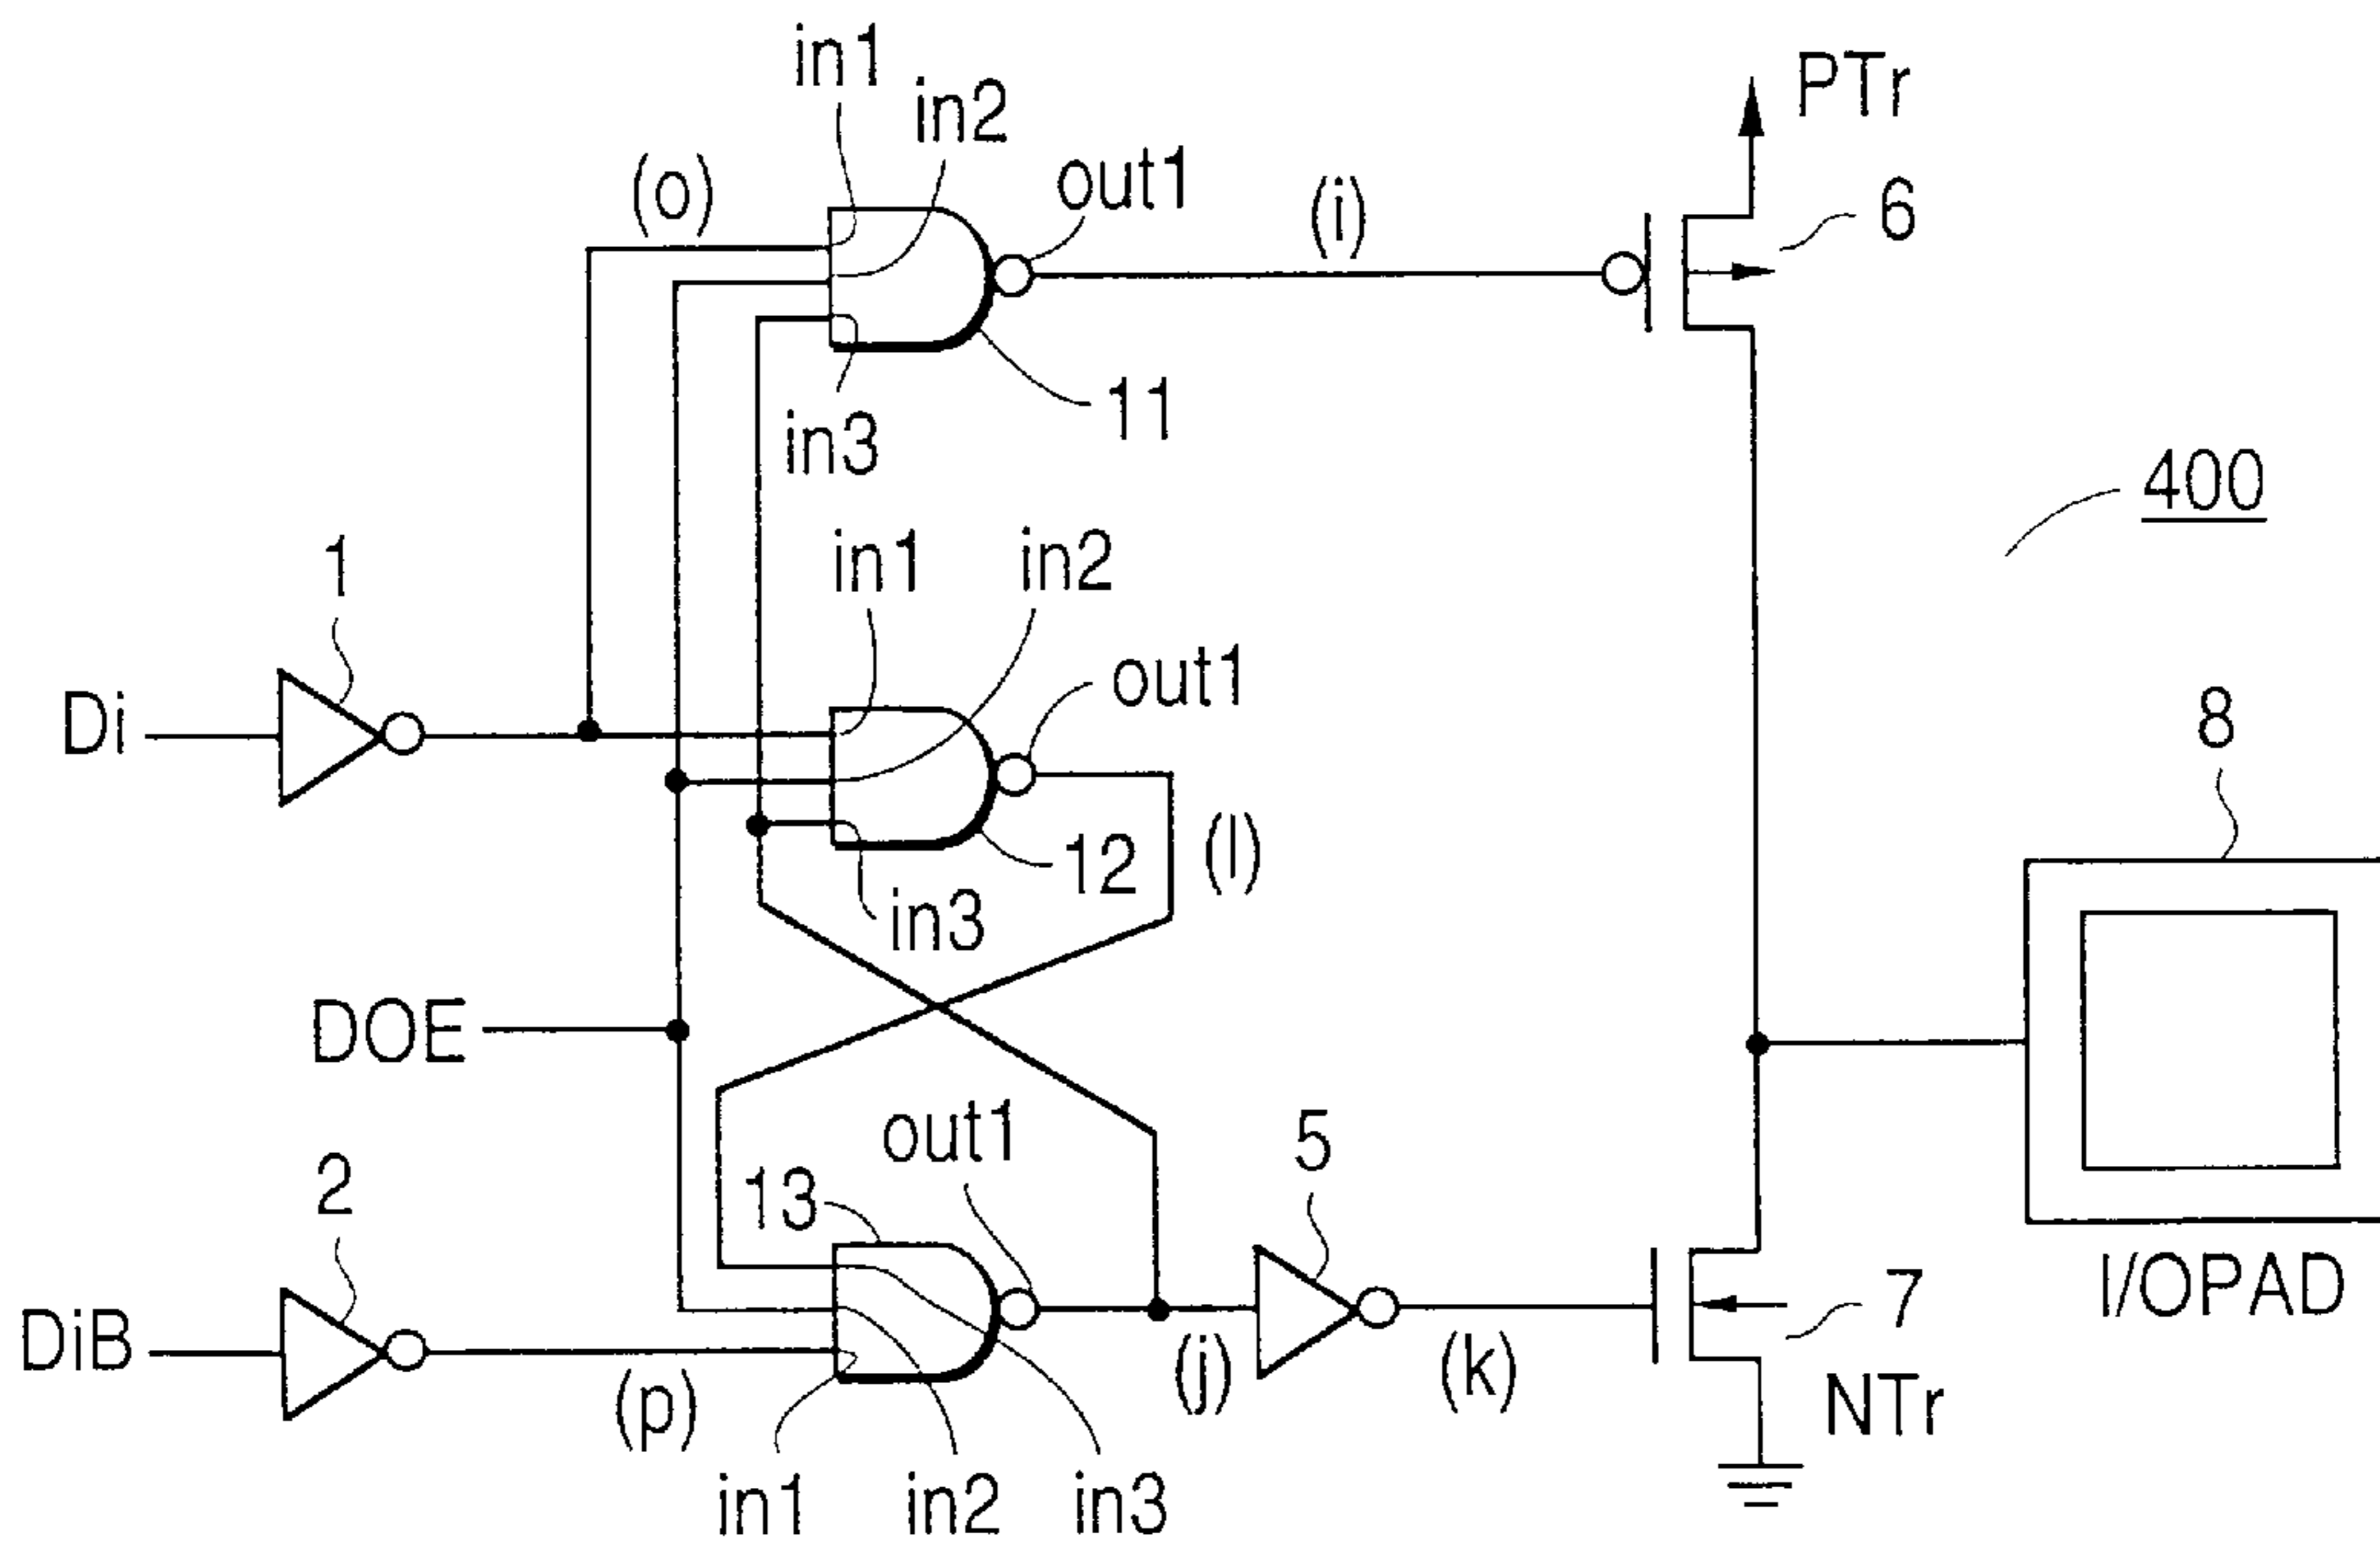 in1
in2
PTr
(o)
out1
(i)
6
11
in3
400
in1
in2
1
out1
Di
8
12
(l)
in3
DOE
out1
5
2
13
I/OPAD
7
DiB
(j)
(k)
(p)
NTr
in1
in2
in3